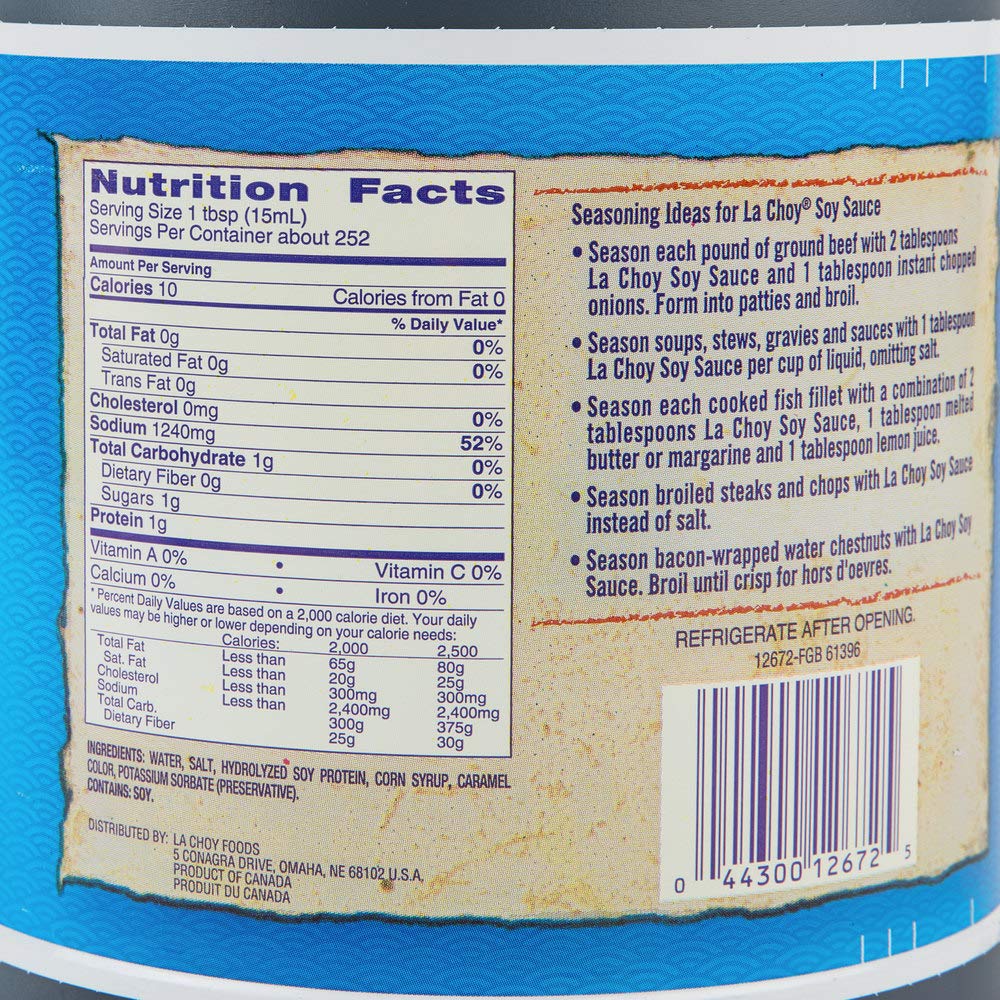 Nutrition Facts
Serving Size 1 tbsp (15mL)
Servings Per Container about 252
Amount Per Serving
Calories 10 Calories from Fat 0
% Daily Value*
Total Fat 0g 0%
Saturated Fat 0g 0%
Trans Fat 0g
Cholesterol 0mg 0%
Sodium 1240mg 52%
Total Carbohydrate 1g 0%
Dietary Fiber 0g 0%
Sugars 1g
Protein 1g
Vitamin A 0% • Vitamin C 0%
Calcium 0% • Iron 0%
* Percent Daily Values are based on a 2,000 calorie diet. Your daily
values may be higher or lower depending on your calorie needs:
Calories: 2,000 2,500
Total Fat Less than 65g 80g
Sat. Fat Less than 20g 25g
Cholesterol Less than 300mg 300mg
Sodium Less than 2,400mg 2,400mg
Total Carb. 300g 375g
Dietary Fiber 25g 30g
INGREDIENTS: WATER, SALT, HYDROLYZED SOY PROTEIN, CORN SYRUP, CARAMEL
COLOR, POTASSIUM SORBATE (PRESERVATIVE).
CONTAINS: SOY.
DISTRIBUTED BY: LA CHOY FOODS
5 CONAGRA DRIVE, OMAHA, NE 68102 U.S.A.
PRODUCT OF CANADA
PRODUIT DU CANADA
Seasoning Ideas for La Choy® Soy Sauce
• Season each pound of ground beef with 2 tablespoons
La Choy Soy Sauce and 1 tablespoon instant chopped
onions. Form into patties and broil.
• Season soups, stews, gravies and sauces with 1 tablespoon
La Choy Soy Sauce per cup of liquid, omitting salt.
• Season each cooked fish fillet with a combination of 2
tablespoons La Choy Soy Sauce, 1 tablespoon melted
butter or margarine and 1 tablespoon lemon juice.
• Season broiled steaks and chops with La Choy Soy Sauce
instead of salt.
• Season bacon-wrapped water chestnuts with La Choy Soy
Sauce. Broil until crisp for hors d'oevres.
REFRIGERATE AFTER OPENING.
12672-FGB 61396
0 44300 12672 5